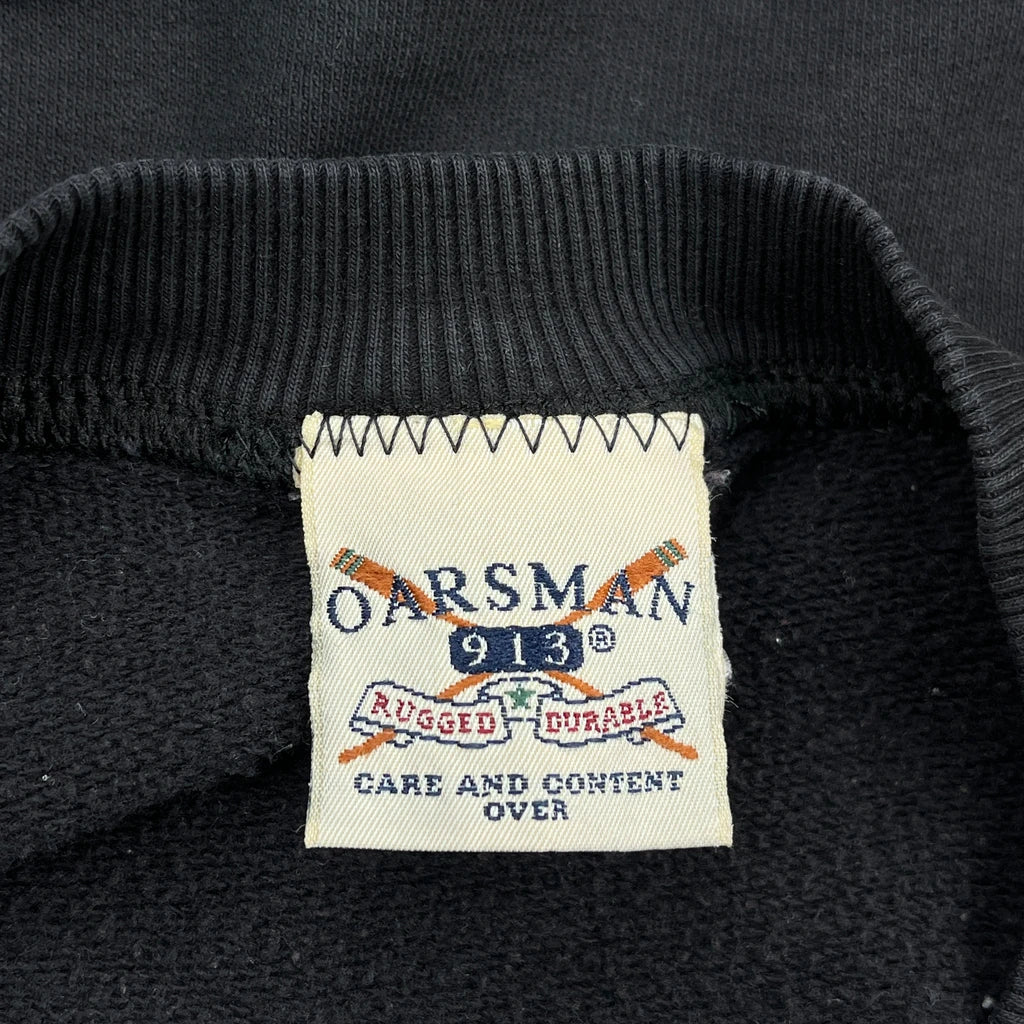 OARSMAN
913®
RUGGED DURABLE
CARE AND CONTENT
OVER